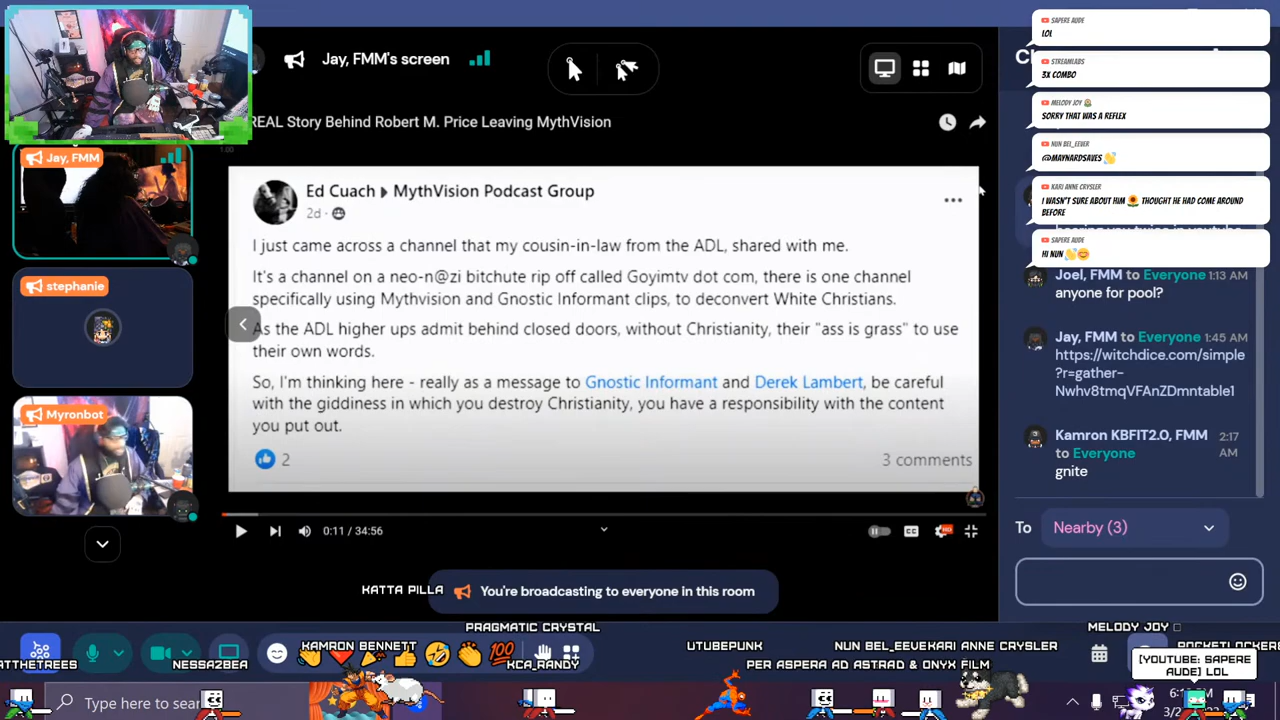 SAPERE AUDE
LOL
STREAMLABS
3X COMBO
MELODY JOY
SORRY THAT WAS A REFLEX
NUN BEL_EEVER
@MAYNARDSAVES
KARI ANNE CRYSLER
I WASN'T SURE ABOUT HIM 🌻 THOUGHT HE HAD COME AROUND
BEFORE
SAPERE AUDE
HI NUN 👋😊
Jay, FMM's screen
REAL Story Behind Robert M. Price Leaving MythVision
Jay, FMM
stephanie
Myronbot
Ed Cuach ▸ MythVision Podcast Group
2d
I just came across a channel that my cousin-in-law from the ADL, shared with me.
It's a channel on a neo-n@zi bitchute rip off called Goyimtv dot com, there is one channel
specifically using Mythvision and Gnostic Informant clips, to deconvert White Christians.
As the ADL higher ups admit behind closed doors, without Christianity, their "ass is grass" to use
their own words.
So, I'm thinking here - really as a message to Gnostic Informant and Derek Lambert, be careful
with the giddiness in which you destroy Christianity, you have a responsibility with the content
you put out.
2
3 comments
0:11 / 34:56
CC
HD
Joel, FMM to Everyone 1:13 AM
anyone for pool?
Jay, FMM to Everyone 1:45 AM
https://witchdice.com/simple
?r=gather-
Nwhv8tmqVFAnZDmntable1
Kamron KBFIT2.0, FMM 2:17
to Everyone AM
gnite
To Nearby (3)
KATTA PILLA
You're broadcasting to everyone in this room
PRAGMATIC CRYSTAL
MELODY JOY
KAMRON BENNETT
UTUBEPUNK
NUN BEL_EEVER
KARI ANNE CRYSLER
ATTHETREES
NESSA2BEA
KCA_RANDY
PER ASPERA AD ASTRA
D & ONYX FILM
[YOUTUBE: SAPERE
AUDE] LOL
Type here to sear